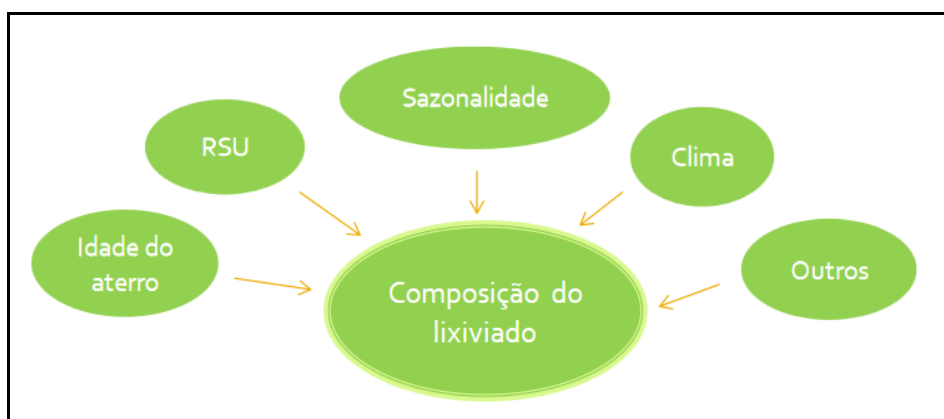 Sazonalidade
RSU
Clima
Idade do
aterro
Outros
Composição do
lixiviado